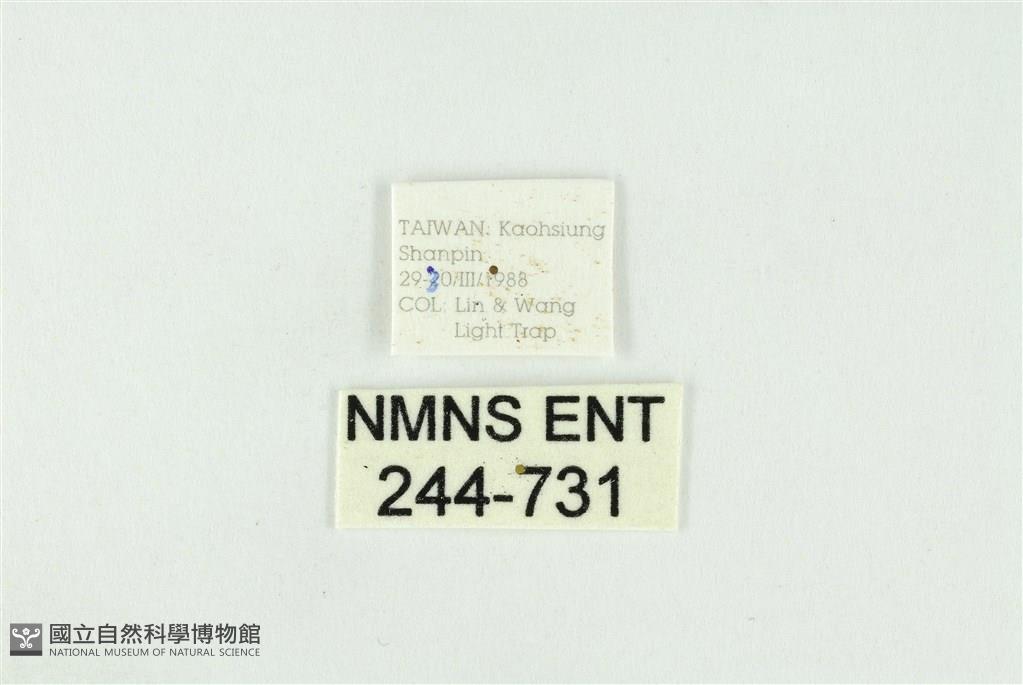 TAIWAN: Kaohsiung
Shanpin
29-30/III/1988
COL: Lin & Wang
Light Trap
NMNS ENT
244-731
國立自然科學博物館
NATIONAL MUSEUM OF NATURAL SCIENCE